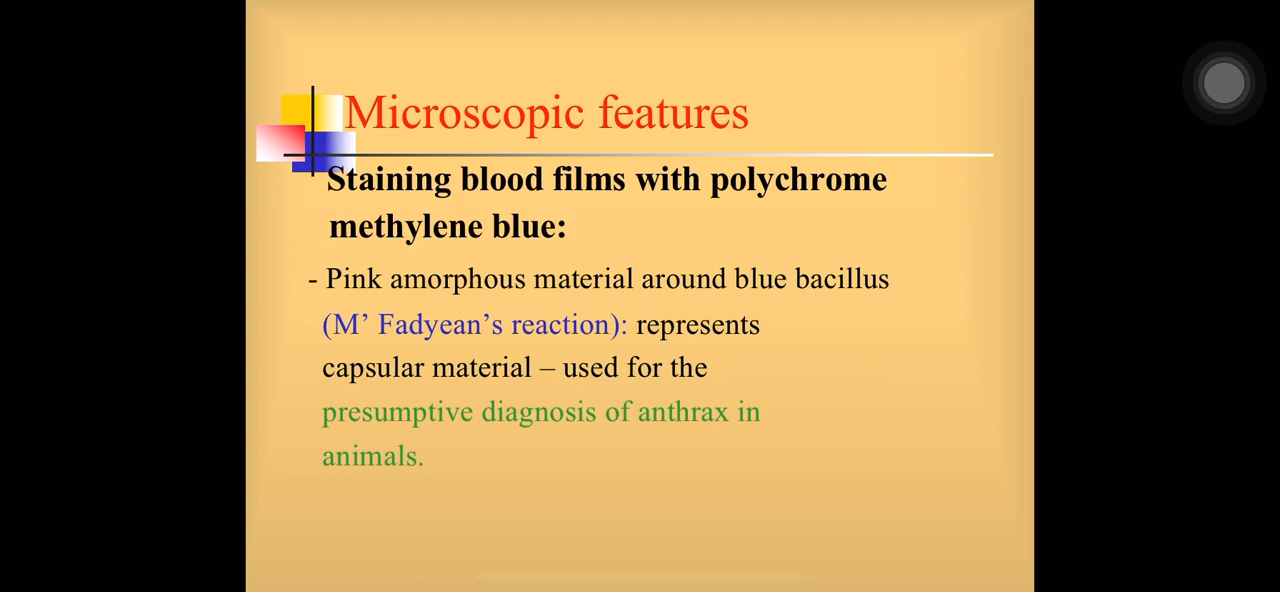 Microscopic features
Staining blood films with polychrome
methylene blue:
- Pink amorphous material around blue bacillus
(M’ Fadyean’s reaction): represents
capsular material – used for the
presumptive diagnosis of anthrax in
animals.